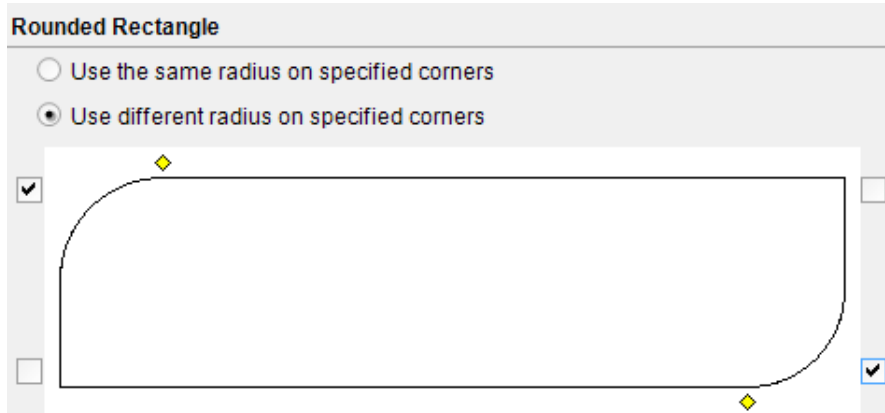 Rounded Rectangle
Use the same radius on specified corners
Use different radius on specified corners